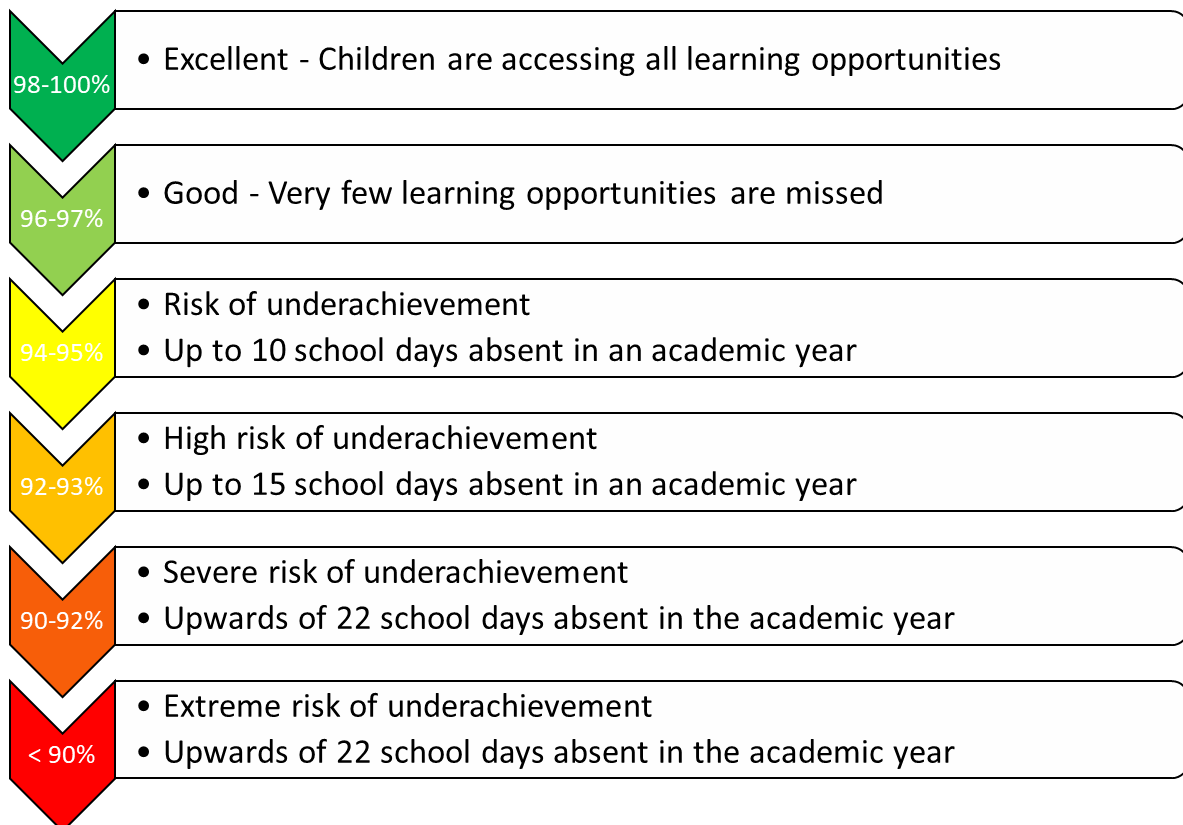 98-100%
• Excellent - Children are accessing all learning opportunities
96-97%
• Good - Very few learning opportunities are missed
94-95%
• Risk of underachievement
• Up to 10 school days absent in an academic year
92-93%
• High risk of underachievement
• Up to 15 school days absent in an academic year
90-92%
• Severe risk of underachievement
• Upwards of 22 school days absent in the academic year
< 90%
• Extreme risk of underachievement
• Upwards of 22 school days absent in the academic year